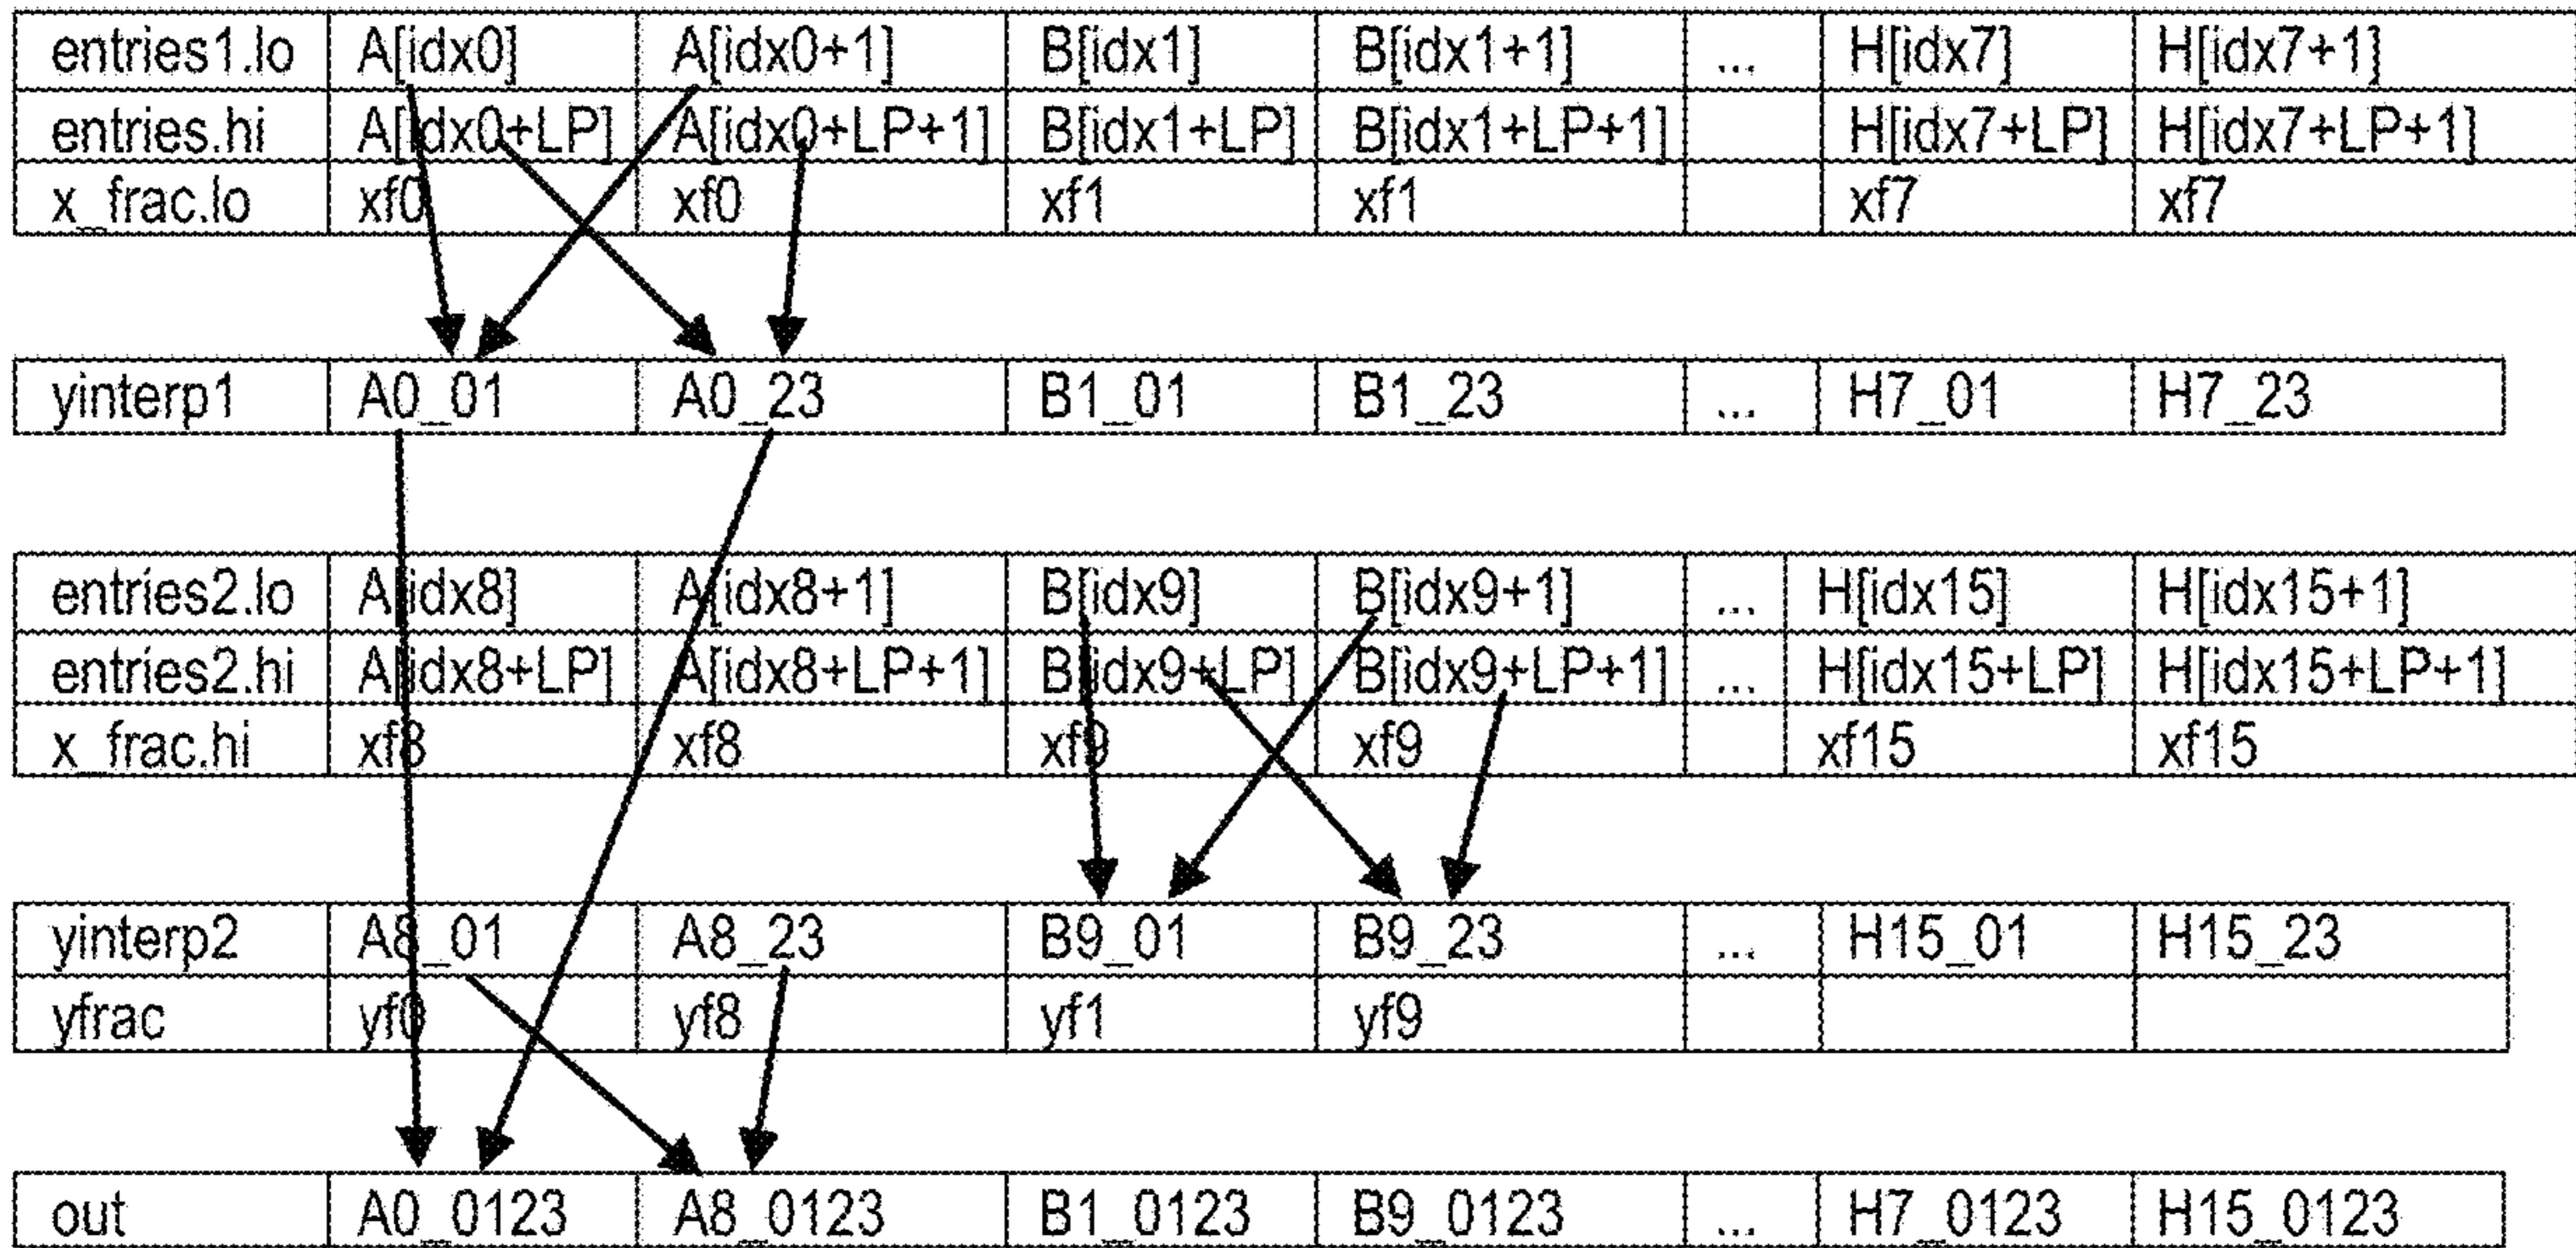 entries1.lo A[idx0] A[idx0+1] B[idx1] B[idx1+1] ... H[idx7] H[idx7+1]
entries.hi A[idx0+LP] A[idx0+LP+1] B[idx1+LP] B[idx1+LP+1] H[idx7+LP] H[idx7+LP+1]
x_frac.lo xf0 xf0 xf1 xf1 xf7 xf7
yinterp1 A0_01 A0_23 B1_01 B1_23 ... H7_01 H7_23
entries2.lo A[idx8] A[idx8+1] B[idx9] B[idx9+1] ... H[idx15] H[idx15+1]
entries2.hi A[idx8+LP] A[idx8+LP+1] B[idx9+LP] B[idx9+LP+1] ... H[idx15+LP] H[idx15+LP+1]
x_frac.hi xf8 xf8 xf9 xf9 xf15 xf15
yinterp2 A8_01 A8_23 B9_01 B9_23 ... H15_01 H15_23
yfrac yf0 yf8 yf1 yf9
out A0_0123 A8_0123 B1_0123 B9_0123 ... H7_0123 H15_0123